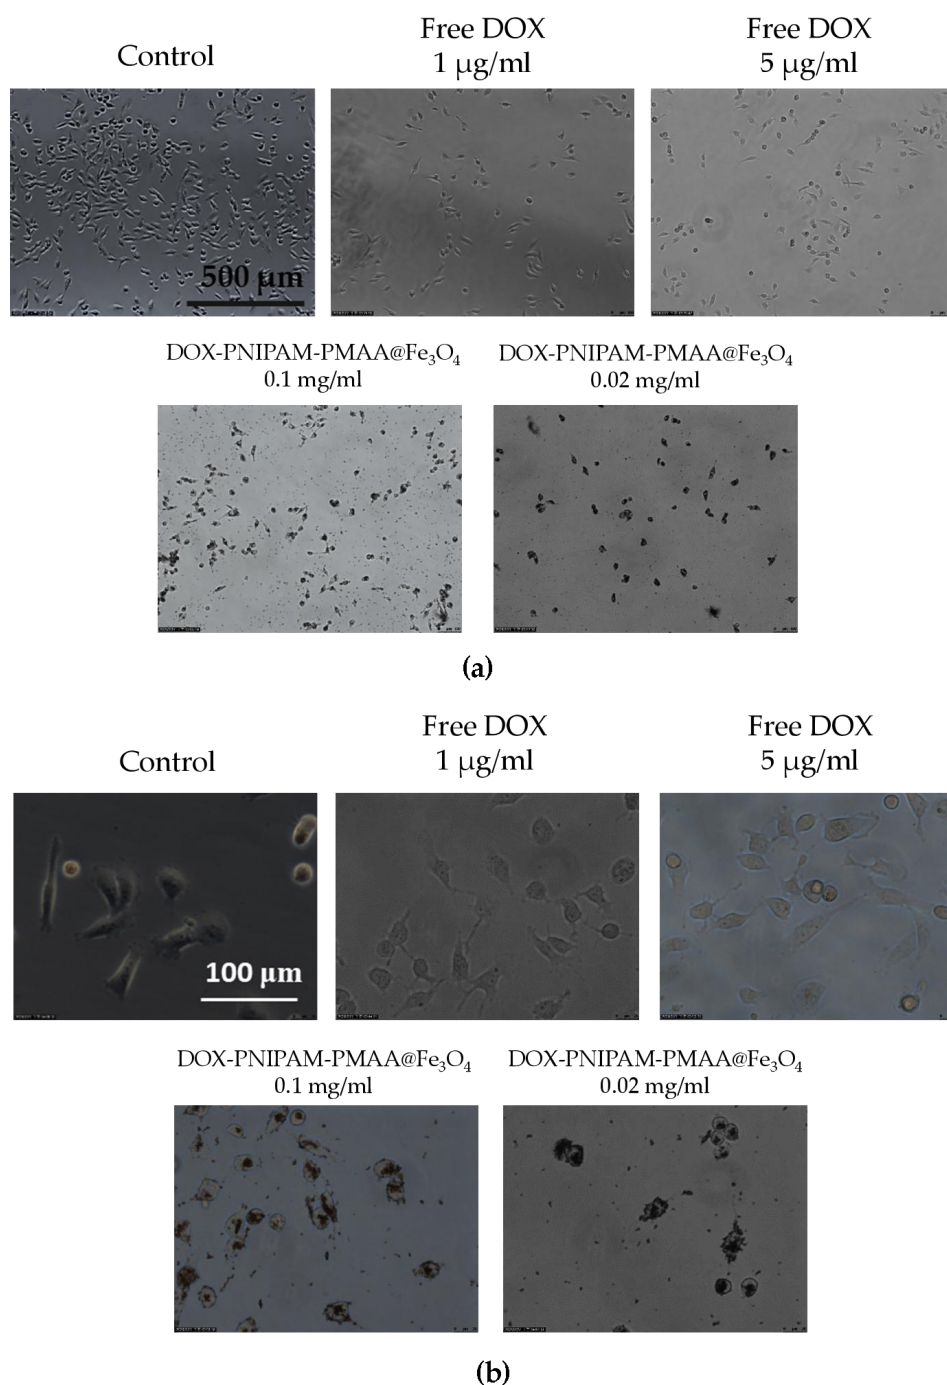 Control
Free DOX
1 μg/ml
Free DOX
5 μg/ml
500 μm
DOX-PNIPAM-PMAA@Fe₃O₄
0.1 mg/ml
DOX-PNIPAM-PMAA@Fe₃O₄
0.02 mg/ml
(a)
Control
Free DOX
1 μg/ml
Free DOX
5 μg/ml
100 μm
DOX-PNIPAM-PMAA@Fe₃O₄
0.1 mg/ml
DOX-PNIPAM-PMAA@Fe₃O₄
0.02 mg/ml
(b)